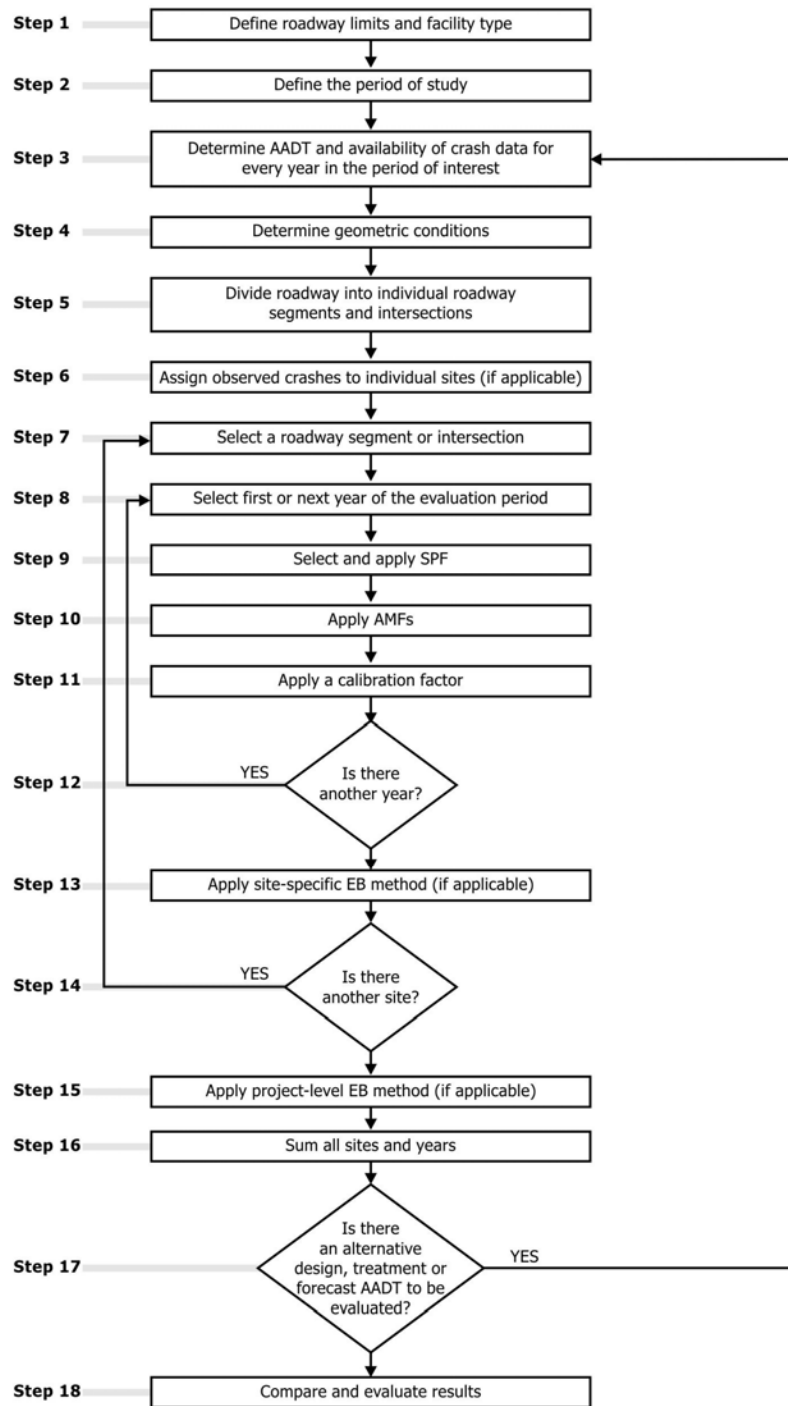 Step 1
Define roadway limits and facility type
Step 2
Define the period of study
Step 3
Determine AADT and availability of crash data for
every year in the period of interest
Step 4
Determine geometric conditions
Step 5
Divide roadway into individual roadway
segments and intersections
Step 6
Assign observed crashes to individual sites (if applicable)
Step 7
Select a roadway segment or intersection
Step 8
Select first or next year of the evaluation period
Step 9
Select and apply SPF
Step 10
Apply AMFs
Step 11
Apply a calibration factor
Step 12
YES
Is there
another year?
Step 13
Apply site-specific EB method (if applicable)
Step 14
YES
Is there
another site?
Step 15
Apply project-level EB method (if applicable)
Step 16
Sum all sites and years
Step 17
Is there
an alternative
design, treatment or
forecast AADT to be
evaluated?
YES
Step 18
Compare and evaluate results